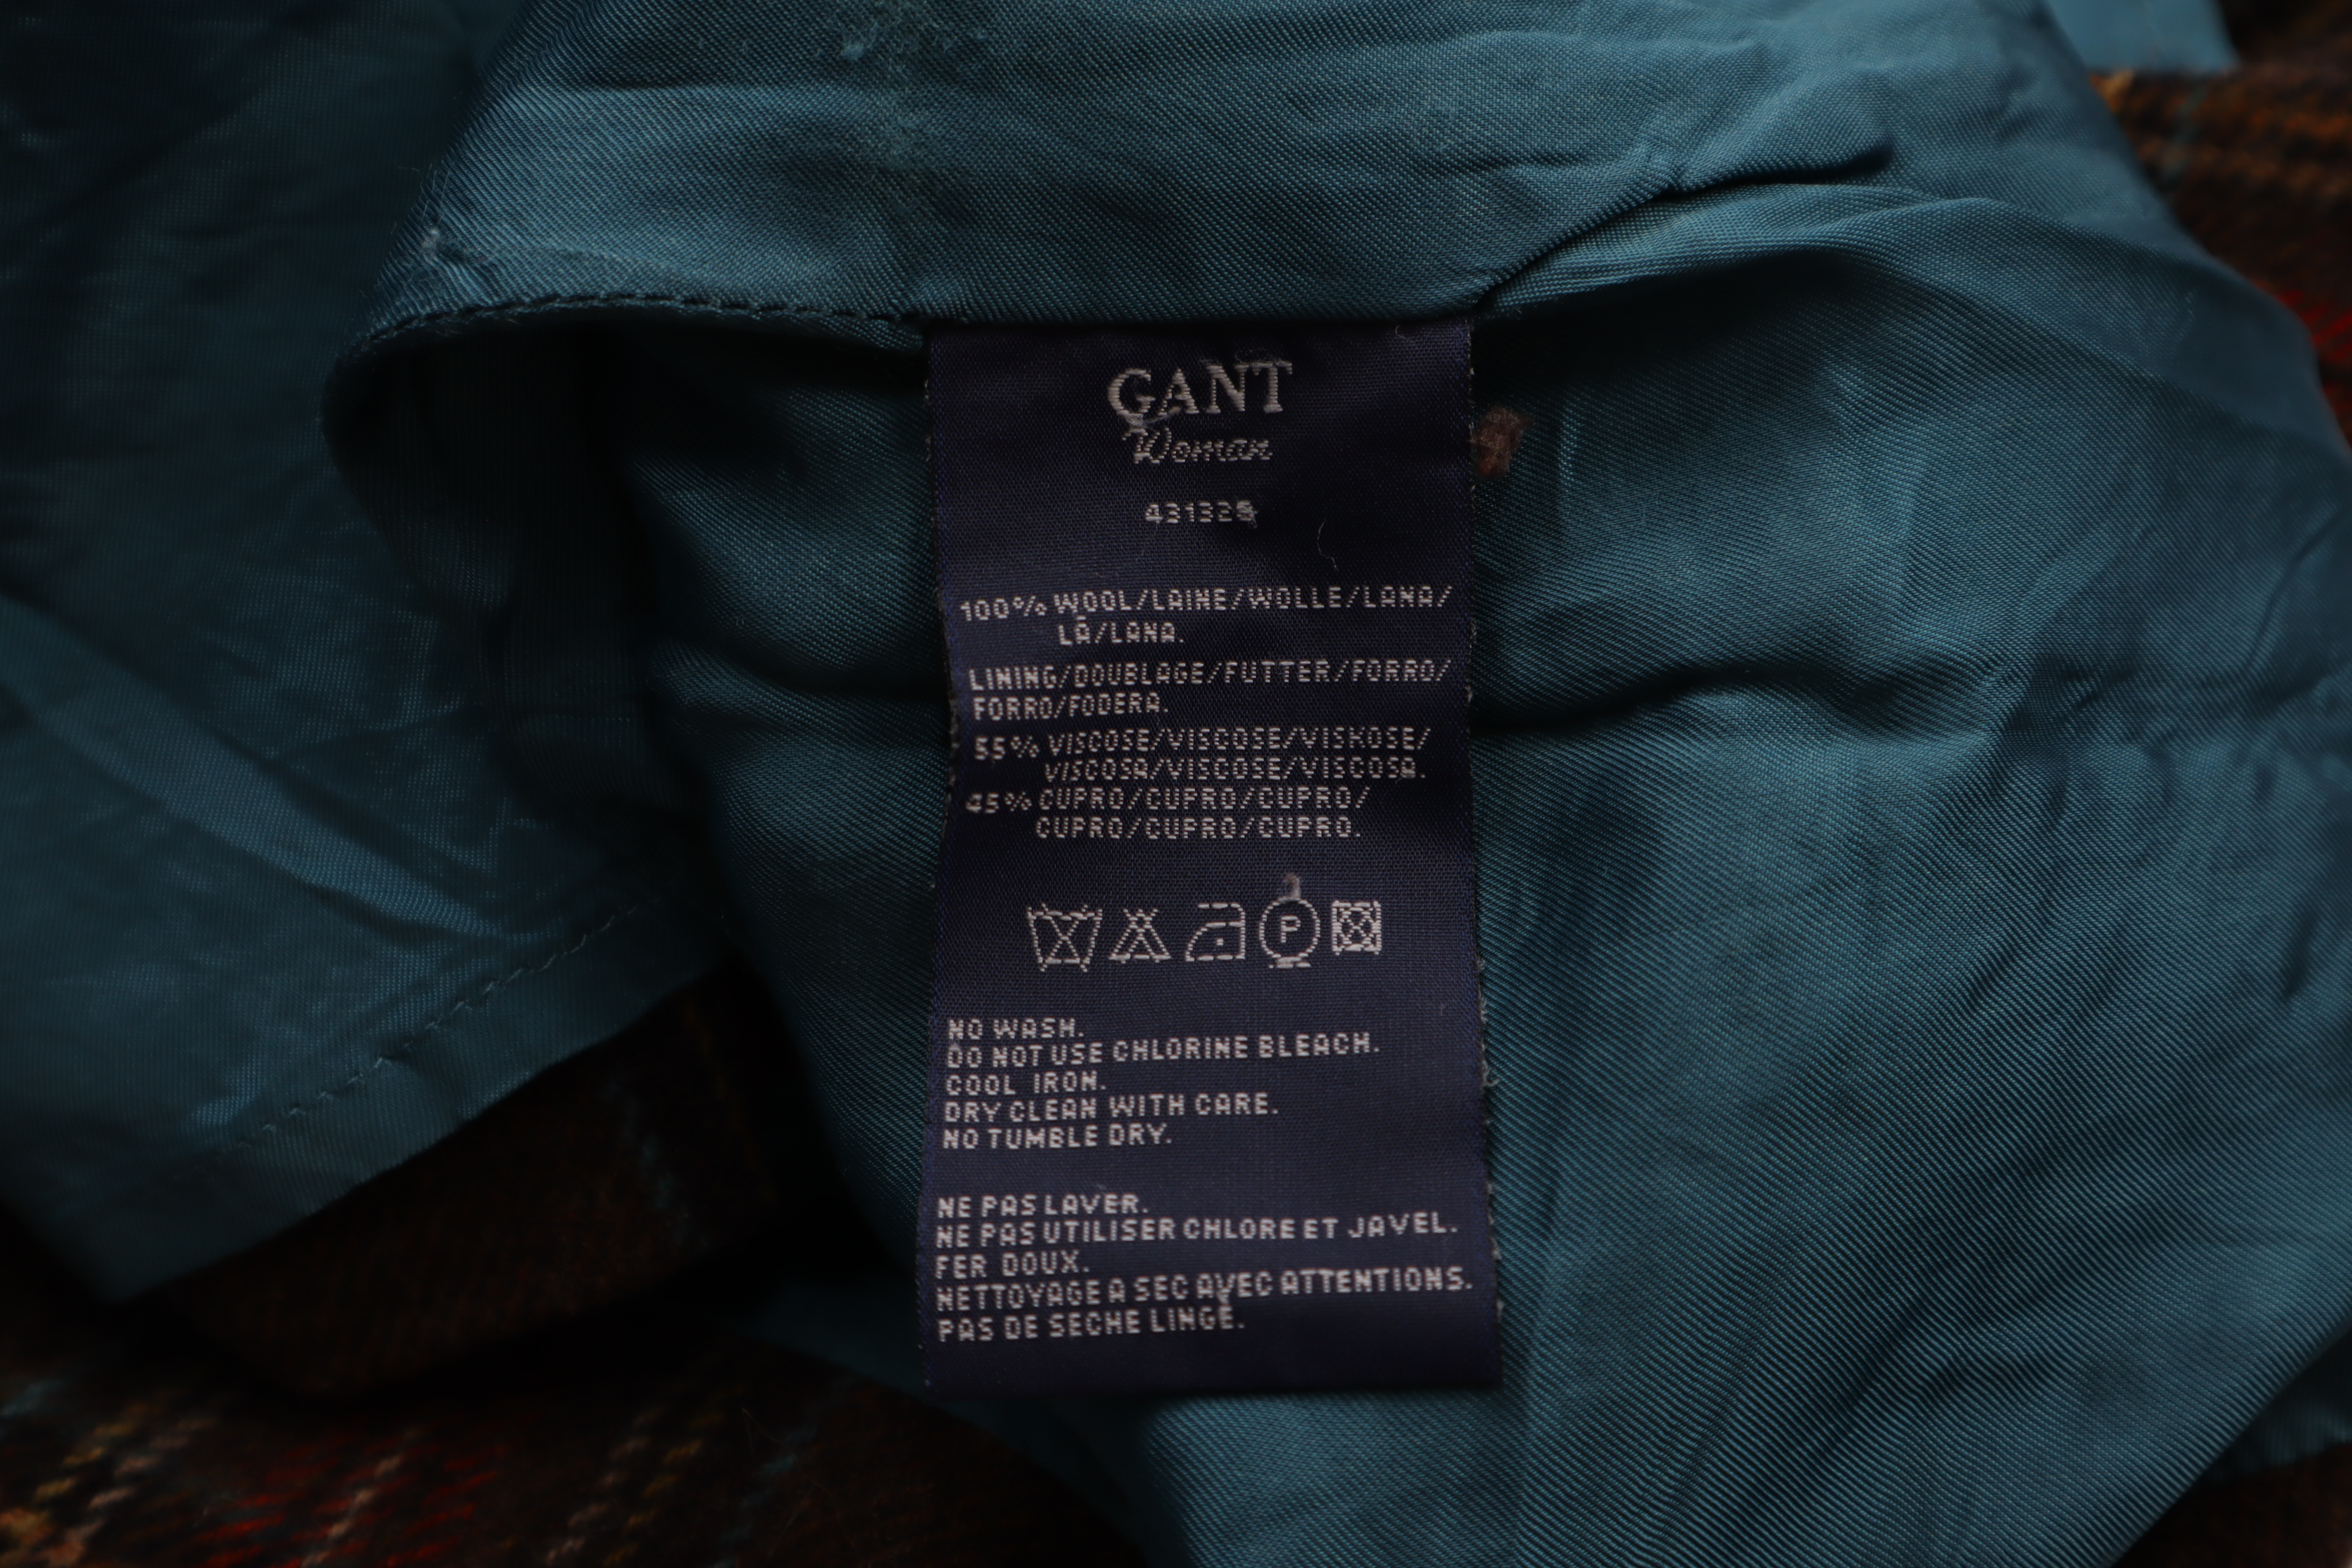 GANT
Woman
100% WOOL/LAINE/WOLLE/LANA/
LÃ/LANA.
LINING/DOUBLAGE/FUTTER/FORRO/
FORRO/FODERA.
55% VISCOSE/VISCOSE/VISKOSE/
VISCOSA/VISCOSE/VISCOSA.
45% CUPRO/CUPRO/CUPRO/
CUPRO/CUPRO/CUPRO.
P
NO WASH.
DO NOT USE CHLORINE BLEACH.
COOL IRON.
DRY CLEAN WITH CARE.
NO TUMBLE DRY.
NE PAS LAVER.
NE PAS UTILISER CHLORE ET JAVEL.
FER DOUX.
NETTOYAGE A SEC AVEC ATTENTIONS.
PAS DE SECHE LINGE.